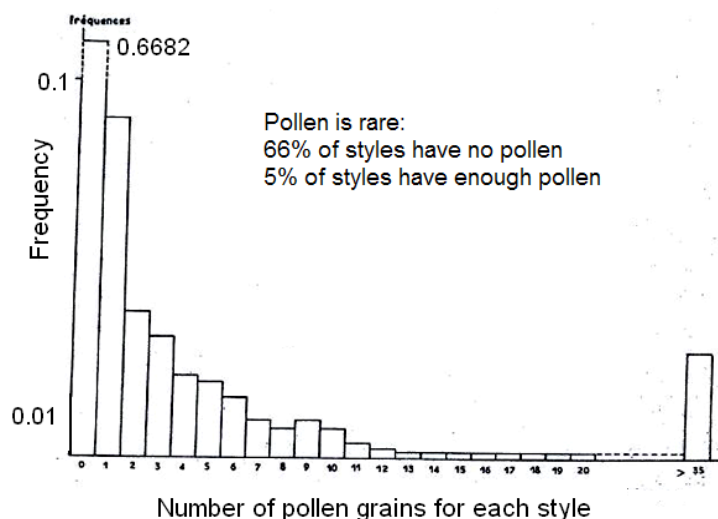 fréquences
0.6682
0.1
Pollen is rare:
66% of styles have no pollen
5% of styles have enough pollen
Frequency
0.01
0 1 2 3 4 5 6 7 8 9 10 11 12 13 14 15 16 17 18 19 20 > 35
Number of pollen grains for each style